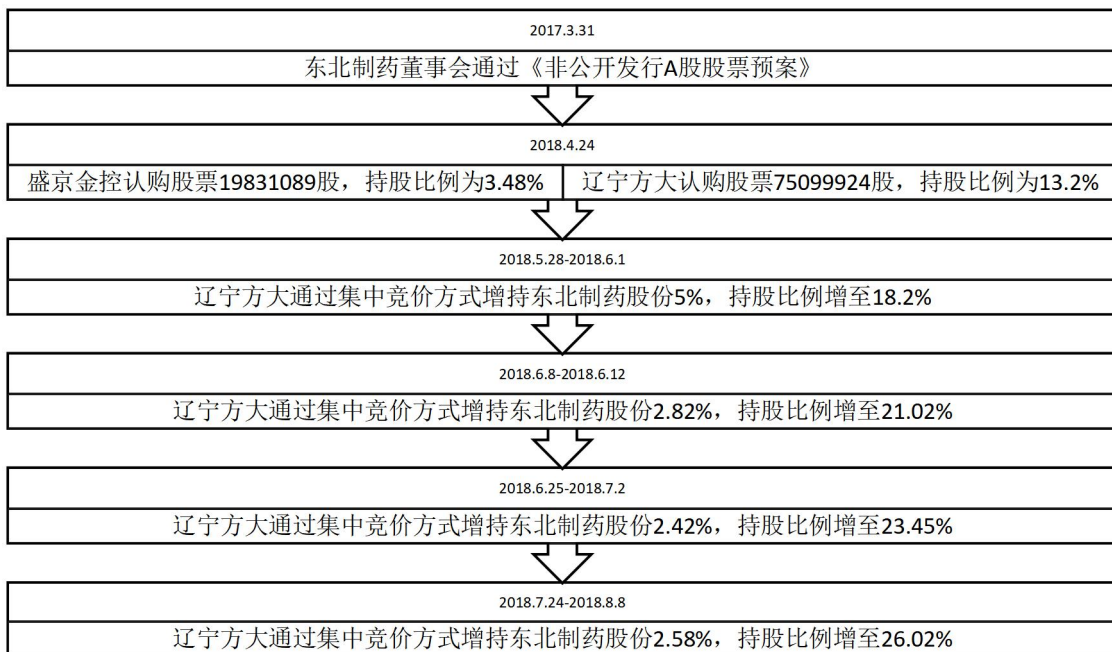 2017.3.31
东北制药董事会通过《非公开发行A股股票预案》
2018.4.24
盛京金控认购股票19831089股，持股比例为3.48%
辽宁方大认购股票75099924股，持股比例为13.2%
2018.5.28-2018.6.1
辽宁方大通过集中竞价方式增持东北制药股份5%，持股比例增至18.2%
2018.6.8-2018.6.12
辽宁方大通过集中竞价方式增持东北制药股份2.82%，持股比例增至21.02%
2018.6.25-2018.7.2
辽宁方大通过集中竞价方式增持东北制药股份2.42%，持股比例增至23.45%
2018.7.24-2018.8.8
辽宁方大通过集中竞价方式增持东北制药股份2.58%，持股比例增至26.02%